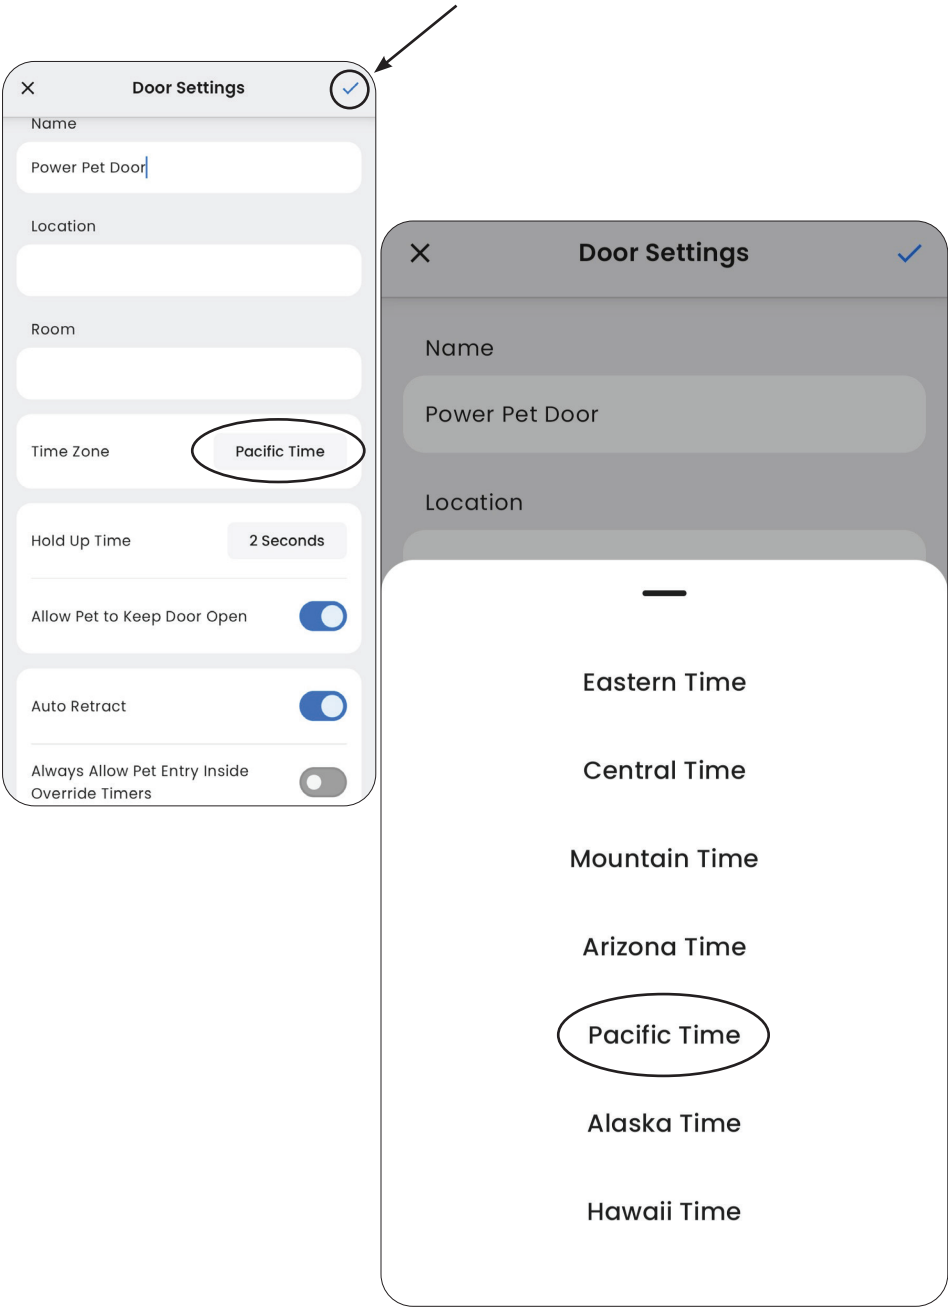 Door Settings
Name
Power Pet Door
Location
Room
Time Zone
Pacific Time
Hold Up Time
2 Seconds
Allow Pet to Keep Door Open
Auto Retract
Always Allow Pet Entry Inside
Override Timers
Door Settings
Name
Power Pet Door
Location
Eastern Time
Central Time
Mountain Time
Arizona Time
Pacific Time
Alaska Time
Hawaii Time